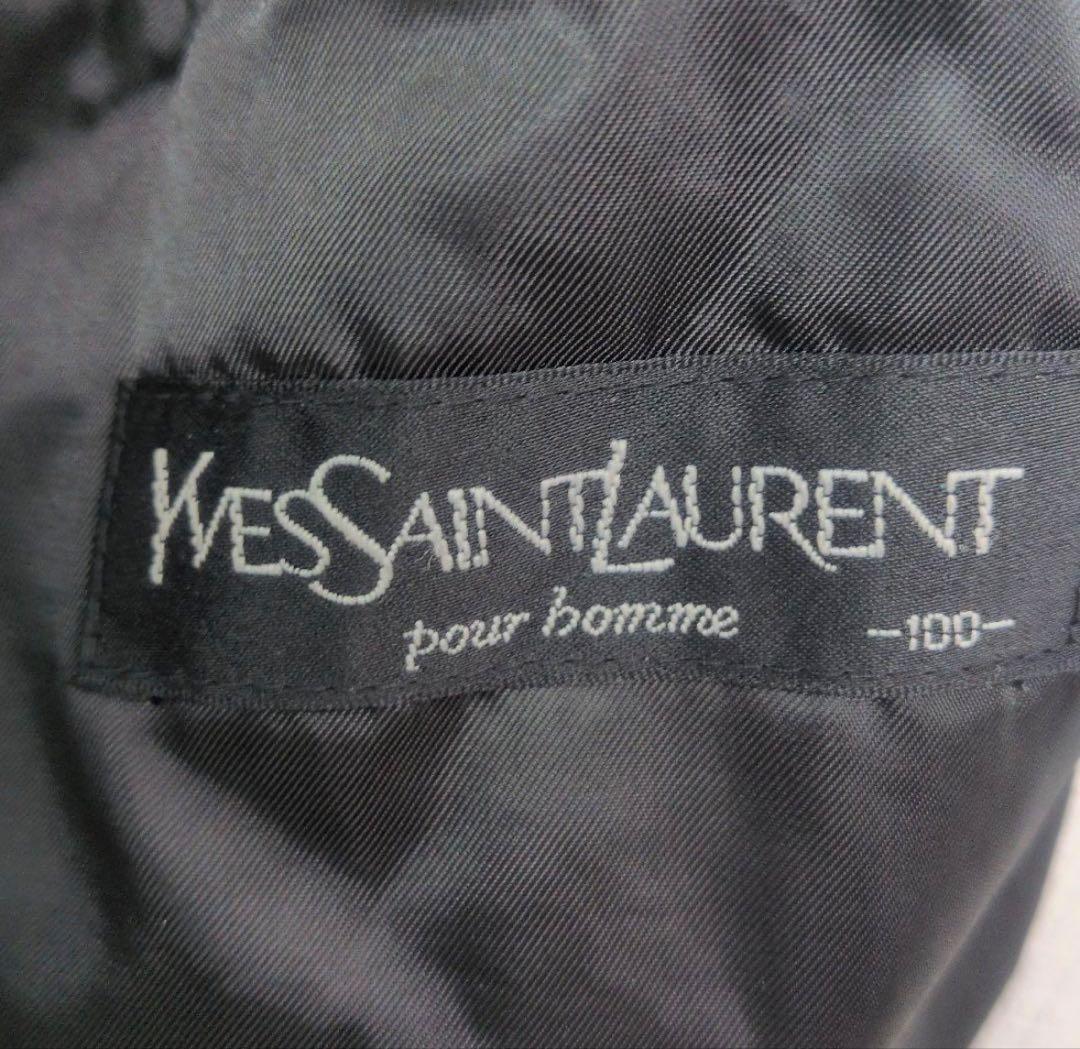 YVESSAINTLAURENT
pour homme
-100-